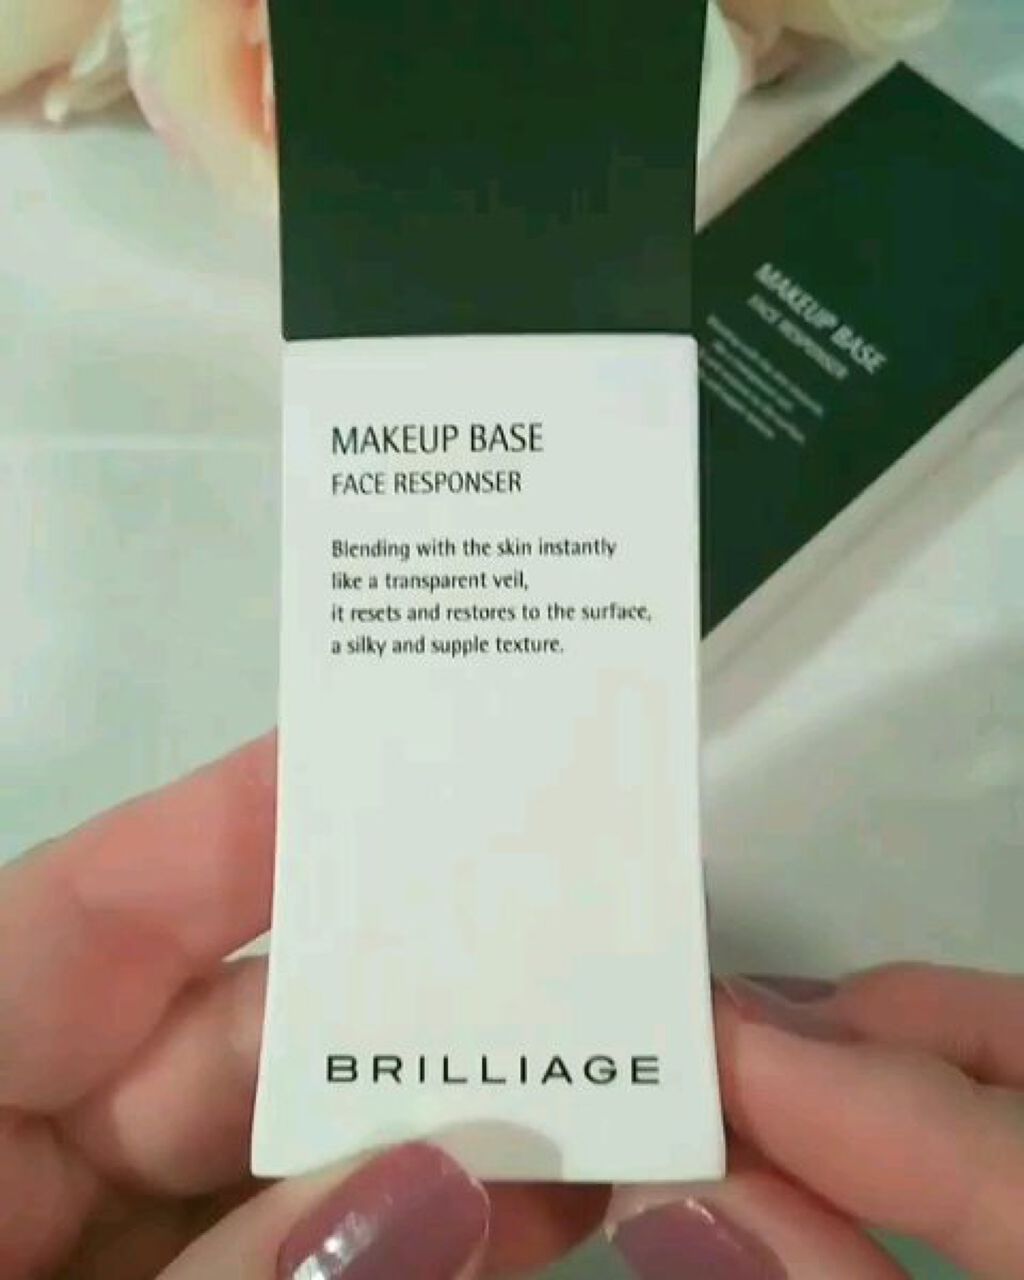 MAKEUP BASE
FACE RESPONSER
Blending with the skin instantly
like a transparent veil,
it resets and restores to the surface,
a silky and supple texture.
BRILLIAGE
MAKEUP BASE
FACE RESPONSER